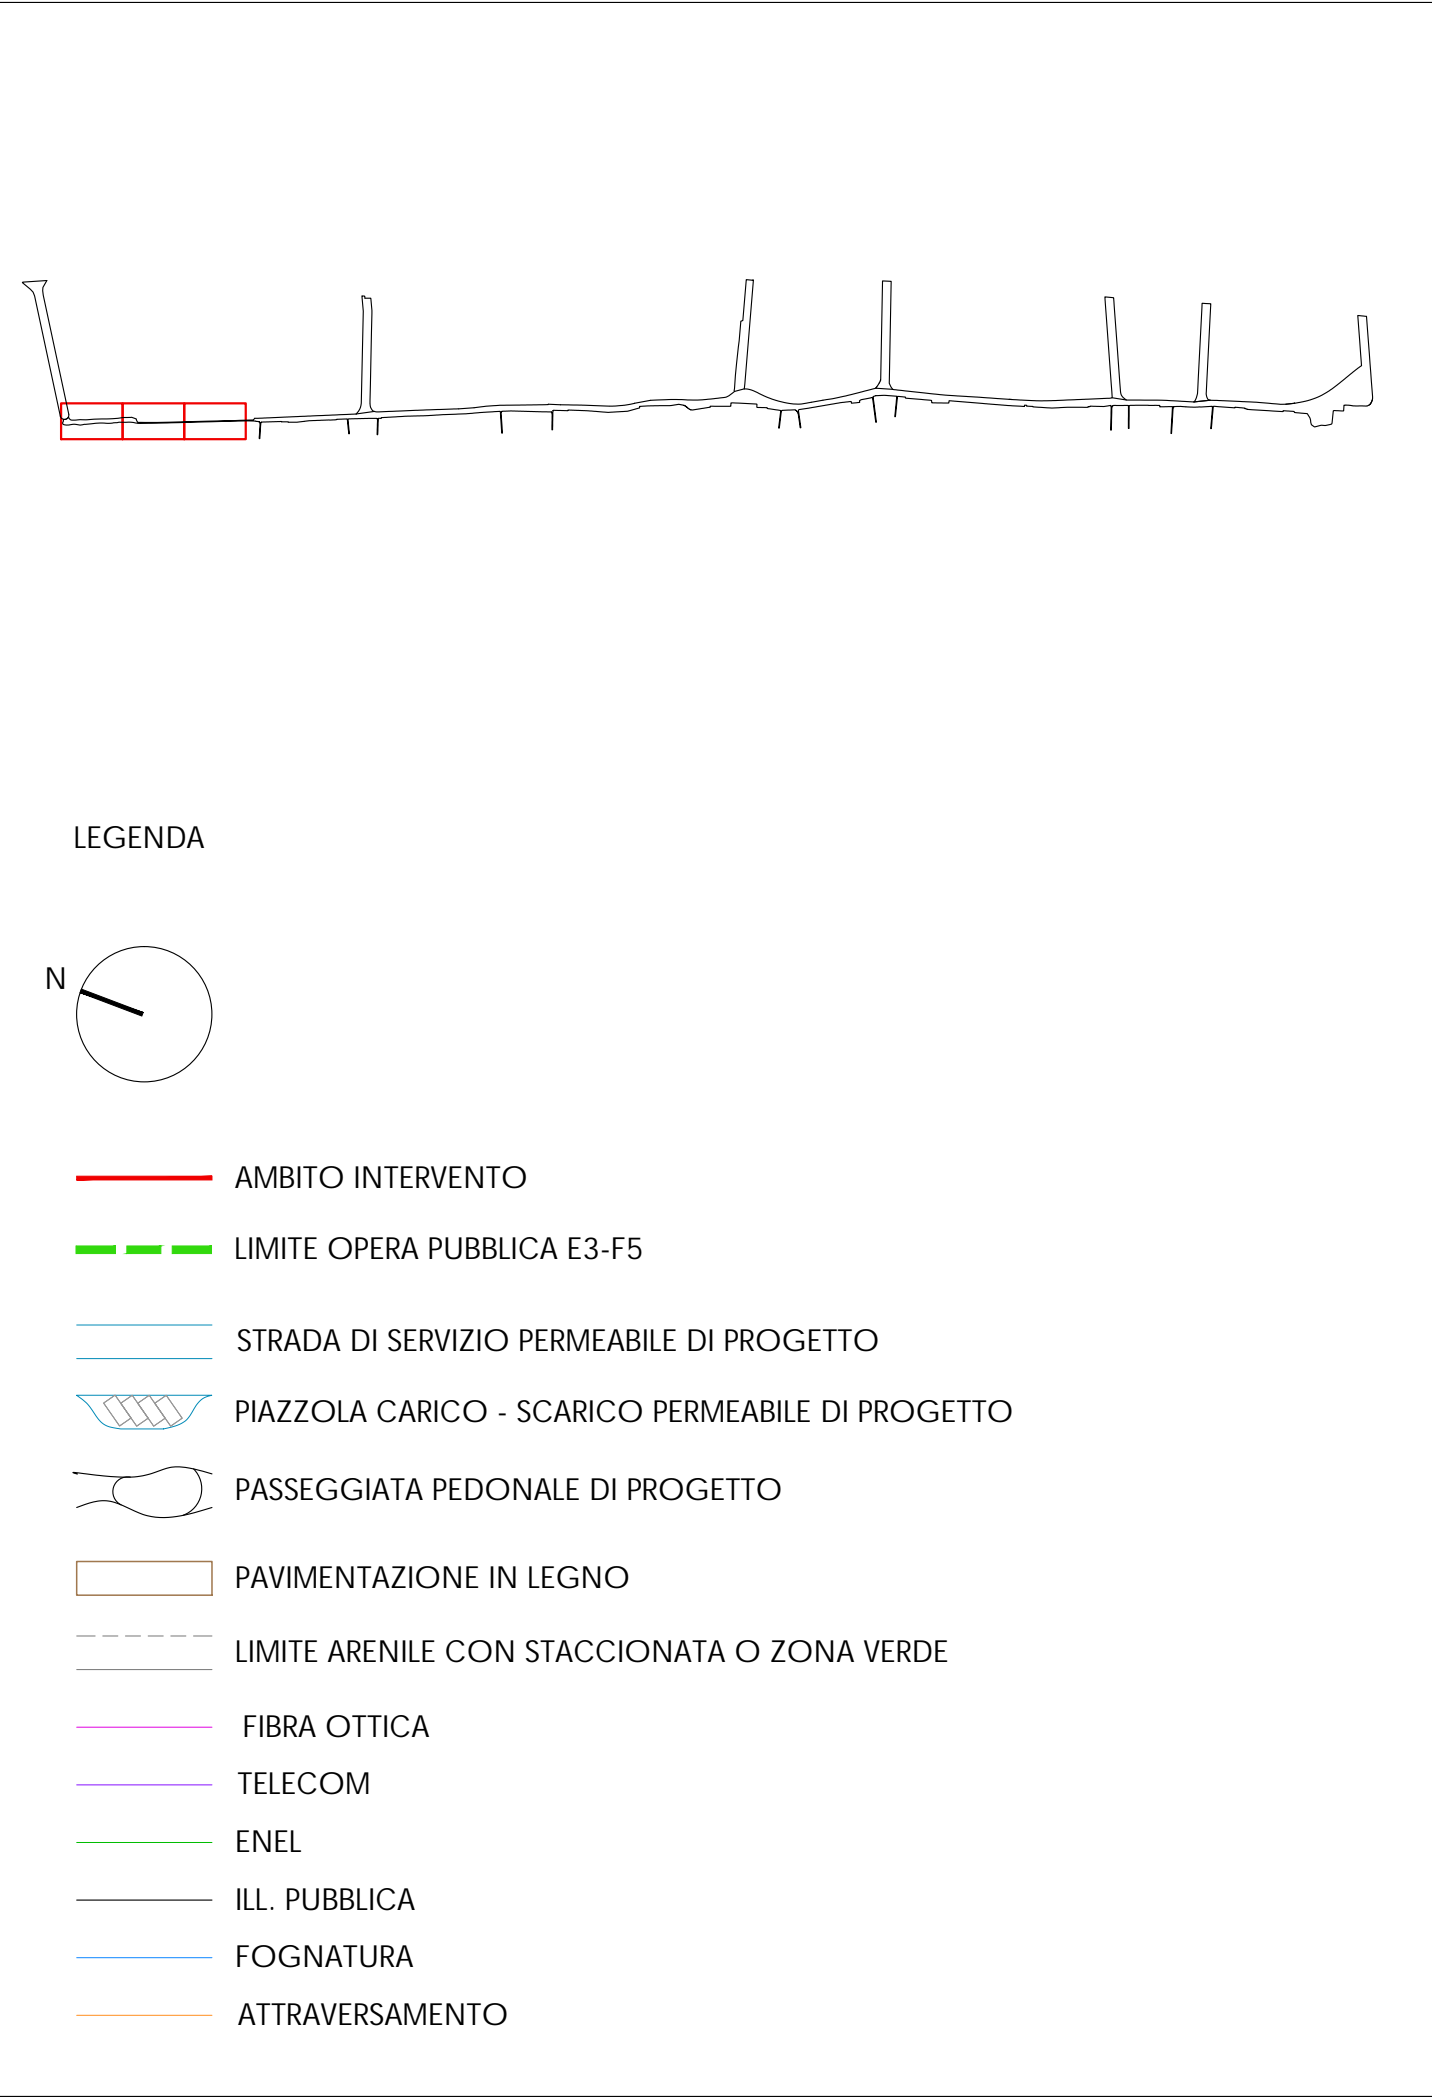 LEGENDA
N
AMBITO INTERVENTO
LIMITE OPERA PUBBLICA E3-F5
STRADA DI SERVIZIO PERMEABILE DI PROGETTO
PIAZZOLA CARICO - SCARICO PERMEABILE DI PROGETTO
PASSEGGIATA PEDONALE DI PROGETTO
PAVIMENTAZIONE IN LEGNO
LIMITE ARENILE CON STACCIONATA O ZONA VERDE
FIBRA OTTICA
TELECOM
ENEL
ILL. PUBBLICA
FOGNATURA
ATTRAVERSAMENTO